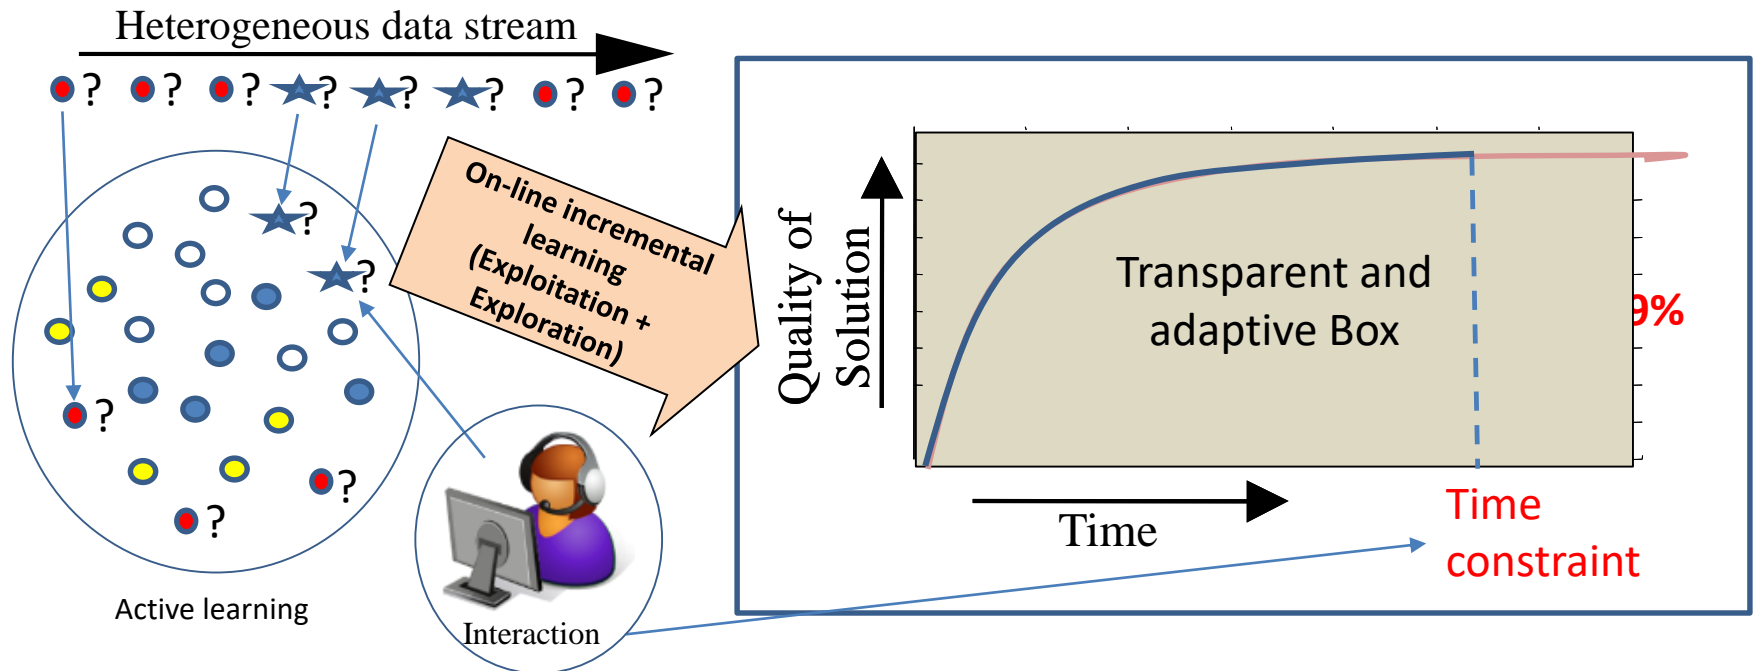 Heterogeneous data stream
? ? ? ? ? ? ? ?
?
?
?
?
?
Active learning
On-line incremental
learning
(Exploitation +
Exploration)
Interaction
Quality of
Solution
Transparent and
adaptive Box
9%
Time
Time
constraint